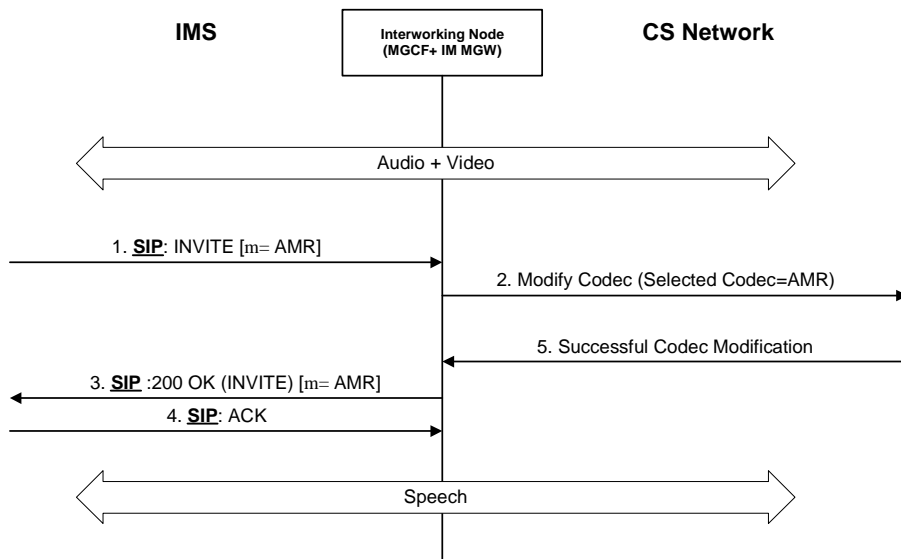 IMS
Interworking Node
(MGCF+ IM MGW)
CS Network
Audio + Video
1. SIP: INVITE [m= AMR]
2. Modify Codec (Selected Codec=AMR)
5. Successful Codec Modification
3. SIP :200 OK (INVITE) [m= AMR]
4. SIP: ACK
Speech